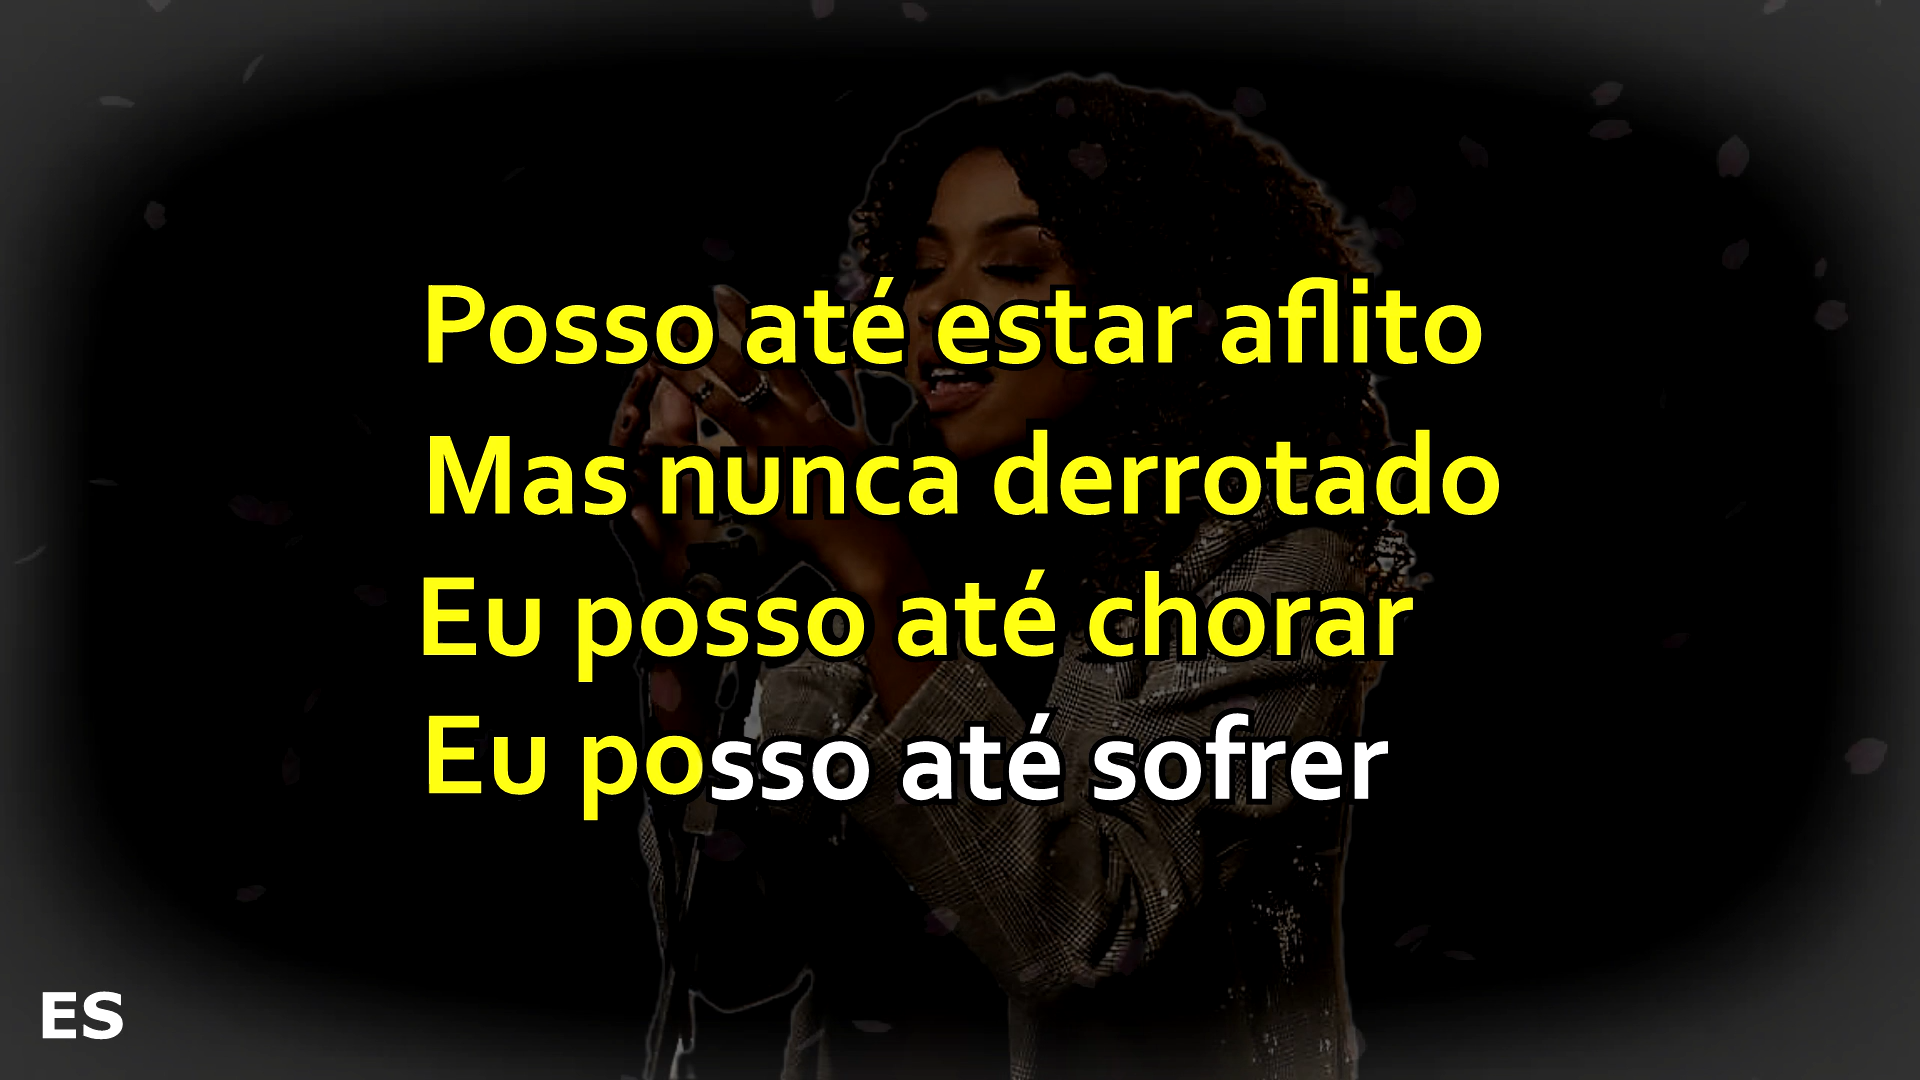 Posso até estar aflito
Mas nunca derrotado
Eu posso até chorar
Eu posso até sofrer
ES